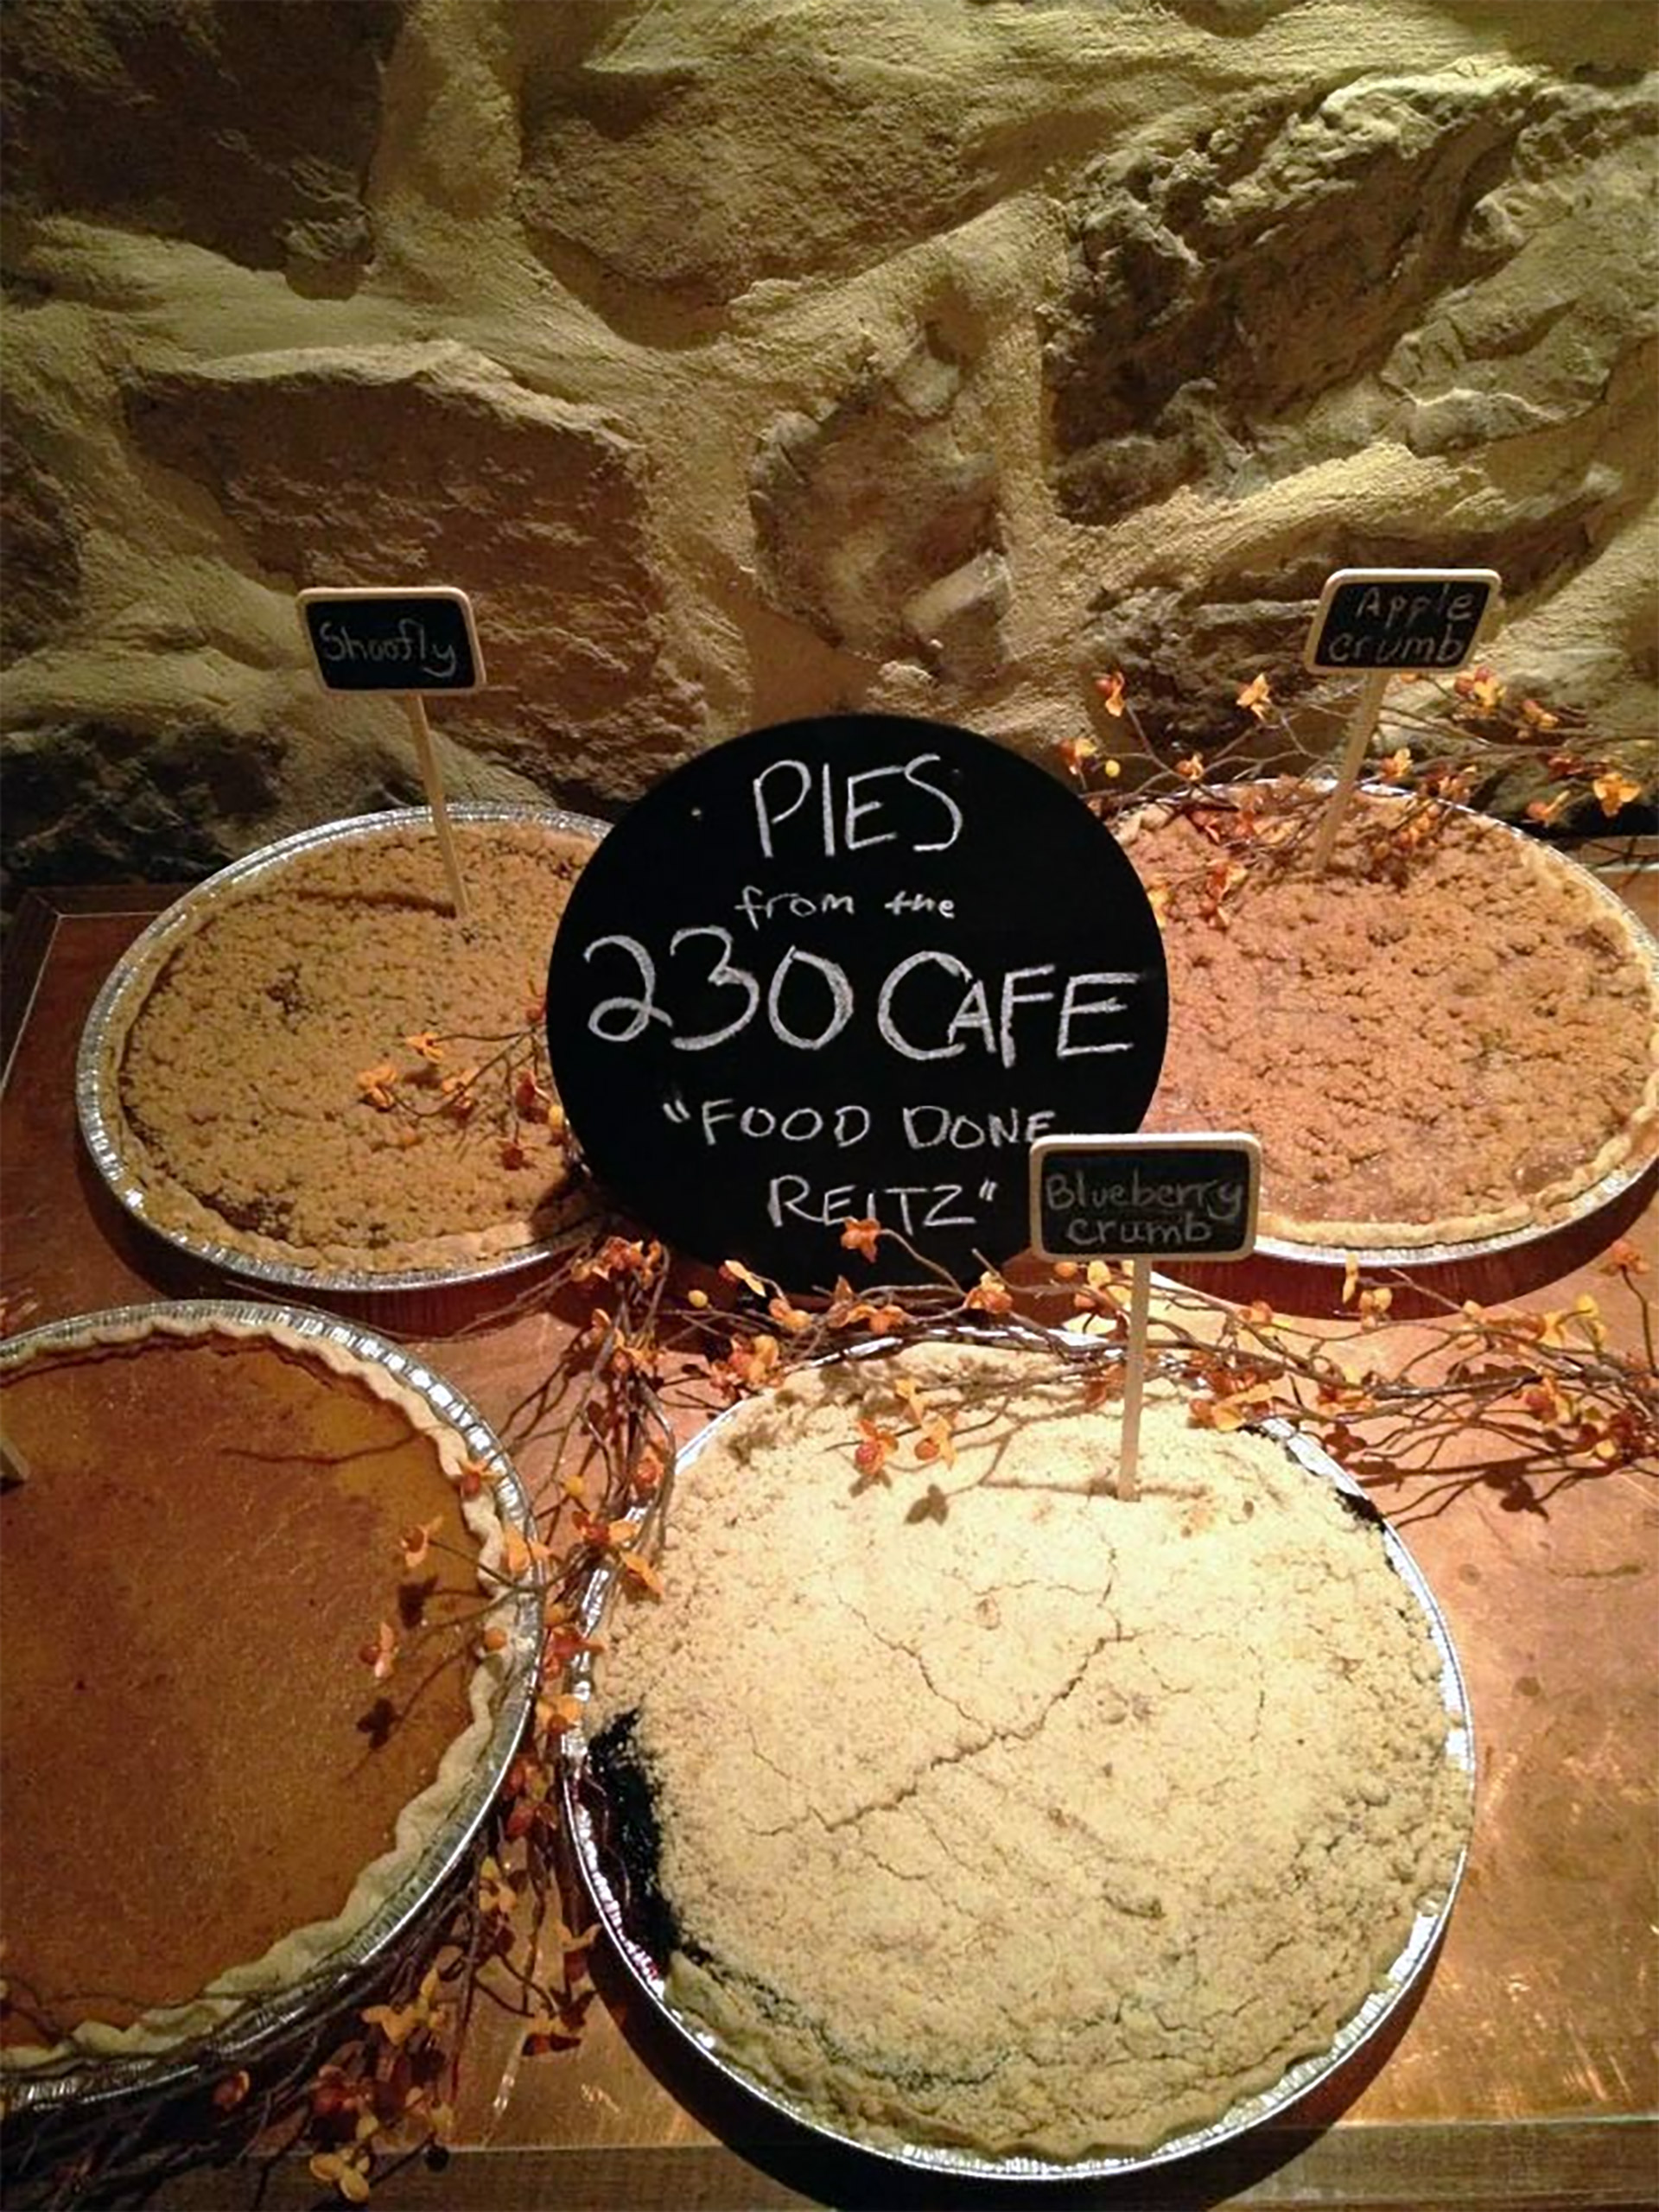 Shoofly
Apple
crumb
PIES
from the
230 CAFE
"FOOD DONE
REITZ"
Blueberry
crumb